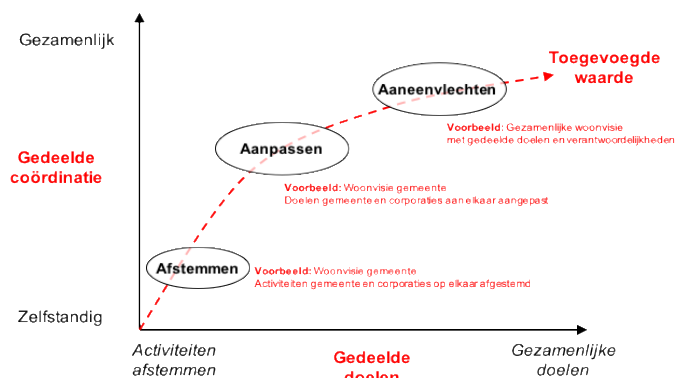 Gezamenlijk
Toegevoegde
waarde
Aaneenvlechten
Voorbeeld: Gezamenlijke woonvisie
met gedeelde doelen en verantwoordelijkheden
Aanpassen
Gedeelde
coördinatie
Voorbeeld: Woonvisie gemeente
Doelen gemeente en corporaties aan elkaar aangepast
Afstemmen
Voorbeeld: Woonvisie gemeente
Activiteiten gemeente en corporaties op elkaar afgestemd
Zelfstandig
Activiteiten
afstemmen
Gedeelde
doelen
Gezamenlijke
doelen